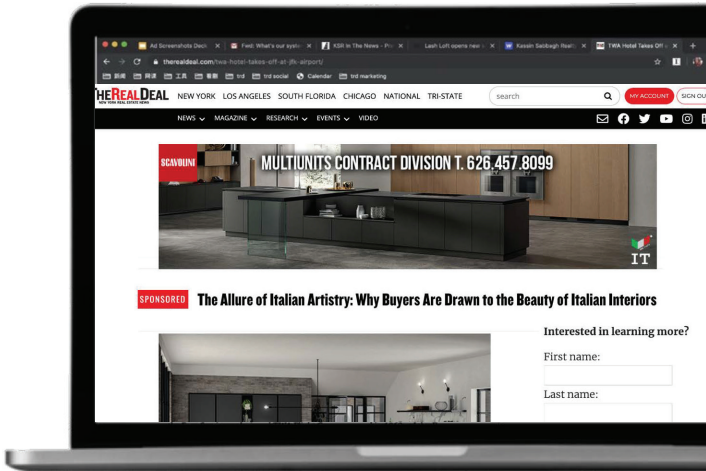 Ad Screenshots Deck
Fwd: What's our system
KSR In The News - Pre
Lash Loft opens near
Kassin Sabbagh Realty
TWA Hotel Takes Off
therealdeal.com/twa-hotel-takes-off-at-jfk-airport/
trd
trd social
Calendar
trd marketing
THE REAL DEAL
NEW YORK REAL ESTATE NEWS
NEW YORK LOS ANGELES SOUTH FLORIDA CHICAGO NATIONAL TRI-STATE
search
MY ACCOUNT
SIGN OU
NEWS MAGAZINE RESEARCH EVENTS VIDEO
SCAVOLINI
MULTIUNITS CONTRACT DIVISION T. 626.457.8099
IT
SPONSORED
The Allure of Italian Artistry: Why Buyers Are Drawn to the Beauty of Italian Interiors
Interested in learning more?
First name:
Last name: